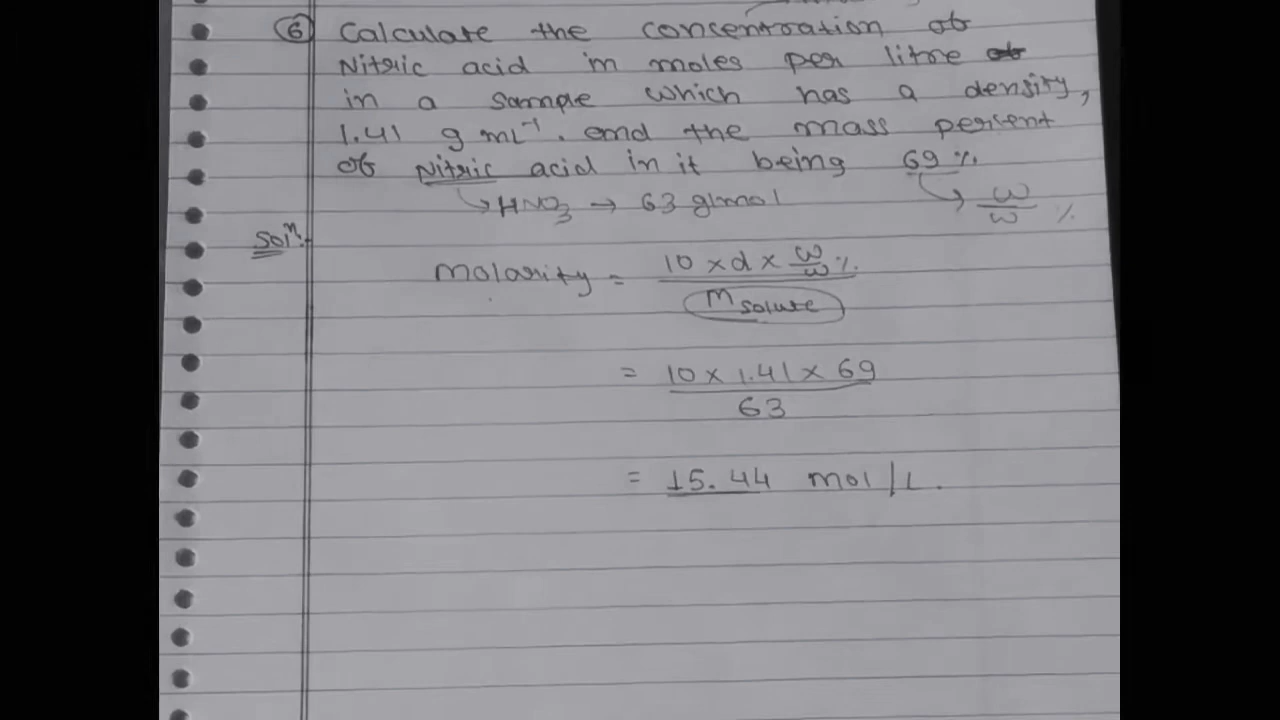 6 Calculate the concentration of
Nitric acid in moles per litre of
in a sample which has a density,
1.41 g mL⁻¹. and the mass percent
of Nitric acid in it being 69 %
HNO₃ → 63 g/mol w/w %
Solⁿ:
Molarity = 10 × d × w/w % / M solute
= 10 × 1.41 × 69 / 63
= 15.44 mol/L.